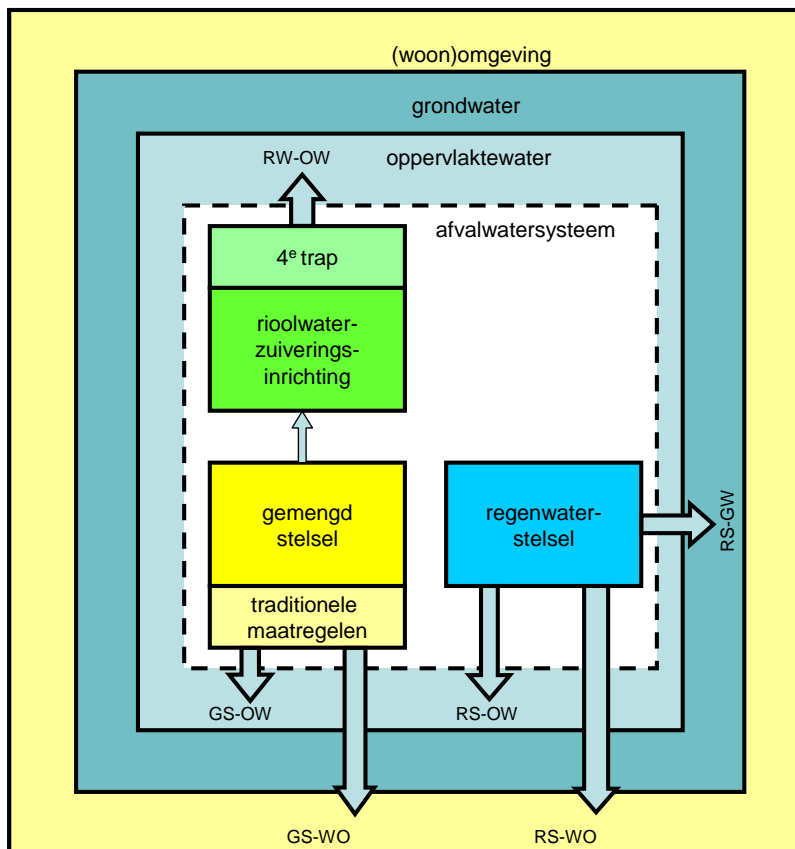 (woon)omgeving
grondwater
oppervlaktewater
RW-OW
afvalwatersysteem
4e trap
rioolwater-
zuiverings-
inrichting
gemengd
stelsel
regenwater-
stelsel
RS-GW
traditionele
maatregelen
GS-OW
RS-OW
GS-WO
RS-WO